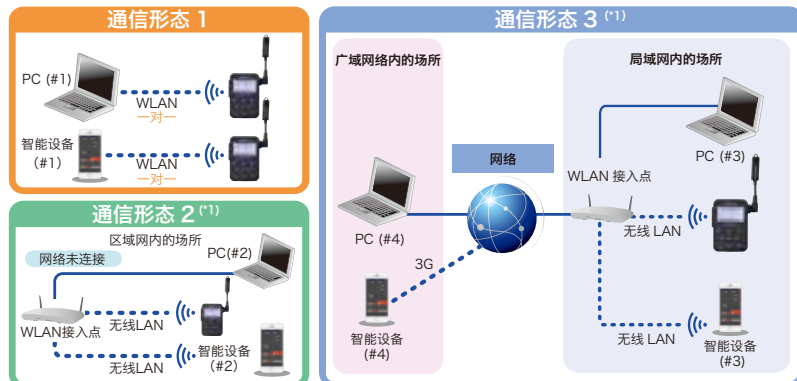 通信形态 1
PC (#1)
WLAN
一对一
智能设备
(#1)
WLAN
一对一
通信形态 2 (*1)
区域网内的场所
PC(#2)
网络未连接
WLAN接入点
无线LAN
智能设备
(#2)
无线LAN
通信形态 3 (*1)
广域网络内的场所
局域网内的场所
网络
PC (#3)
WLAN 接入点
PC (#4)
无线 LAN
3G
智能设备
(#4)
无线 LAN
智能设备
(#3)